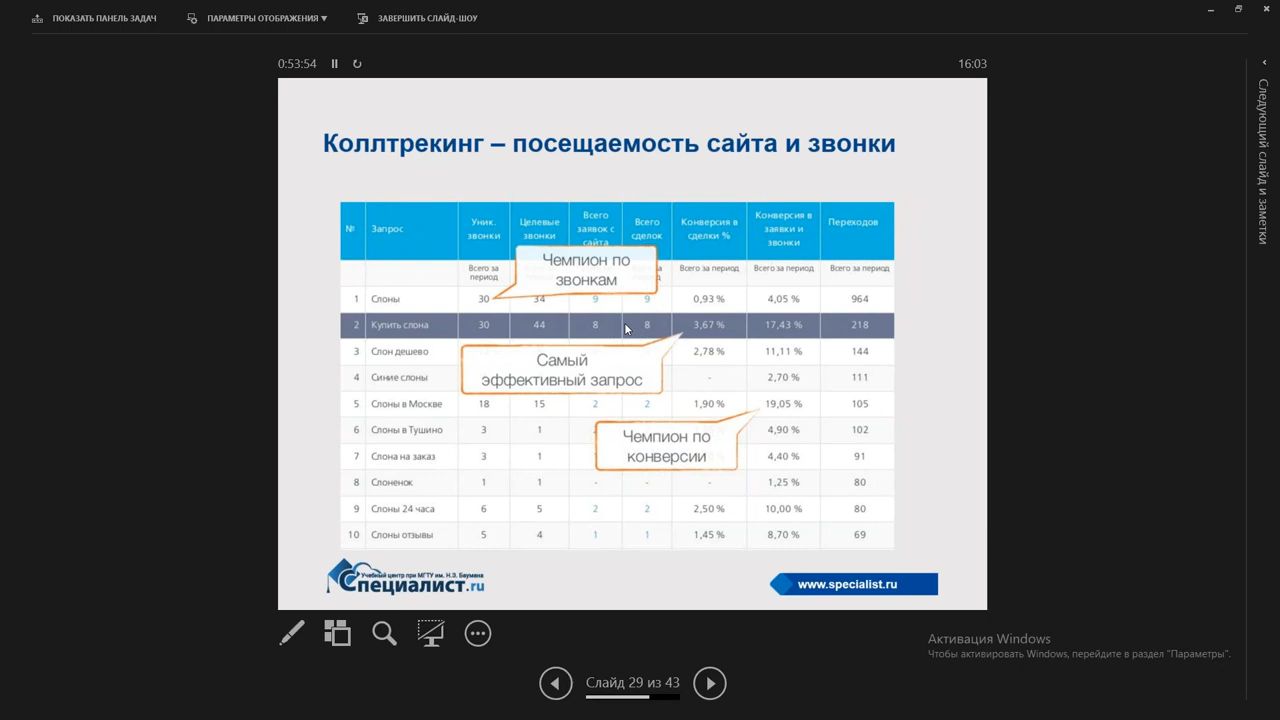 ПОКАЗАТЬ ПАНЕЛЬ ЗАДАЧ ПАРАМЕТРЫ ОТОБРАЖЕНИЯ ▼ ЗАВЕРШИТЬ СЛАЙД-ШОУ
0:53:54 16:03
Следующий слайд и заметки
Коллтрекинг – посещаемость сайта и звонки
№ Запрос Уник. звонки Целевые звонки Всего заявок с сайта Всего сделок Конверсия в сделки % Конверсия в заявки и звонки Переходов
Всего за период Всего за период Всего за период Всего за период
Чемпион по
звонкам
1 Слоны 30 34 9 9 0,93 % 4,05 % 964
2 Купить слона 30 44 8 8 3,67 % 17,43 % 218
3 Слон дешево 2,78 % 11,11 % 144
Самый
эффективный запрос
4 Синие слоны - 2,70 % 111
5 Слоны в Москве 18 15 2 2 1,90 % 19,05 % 105
6 Слоны в Тушино 3 1 4,90 % 102
Чемпион по
конверсии
7 Слона на заказ 3 1 4,40 % 91
8 Слоненок 1 1 - - - 1,25 % 80
9 Слоны 24 часа 6 5 2 2 2,50 % 10,00 % 80
10 Слоны отзывы 5 4 1 1 1,45 % 8,70 % 69
Учебный центр при МГТУ им. Н.Э. Баумана
Специалист.ru
www.specialist.ru
Активация Windows
Чтобы активировать Windows, перейдите в раздел "Параметры".
Слайд 29 из 43